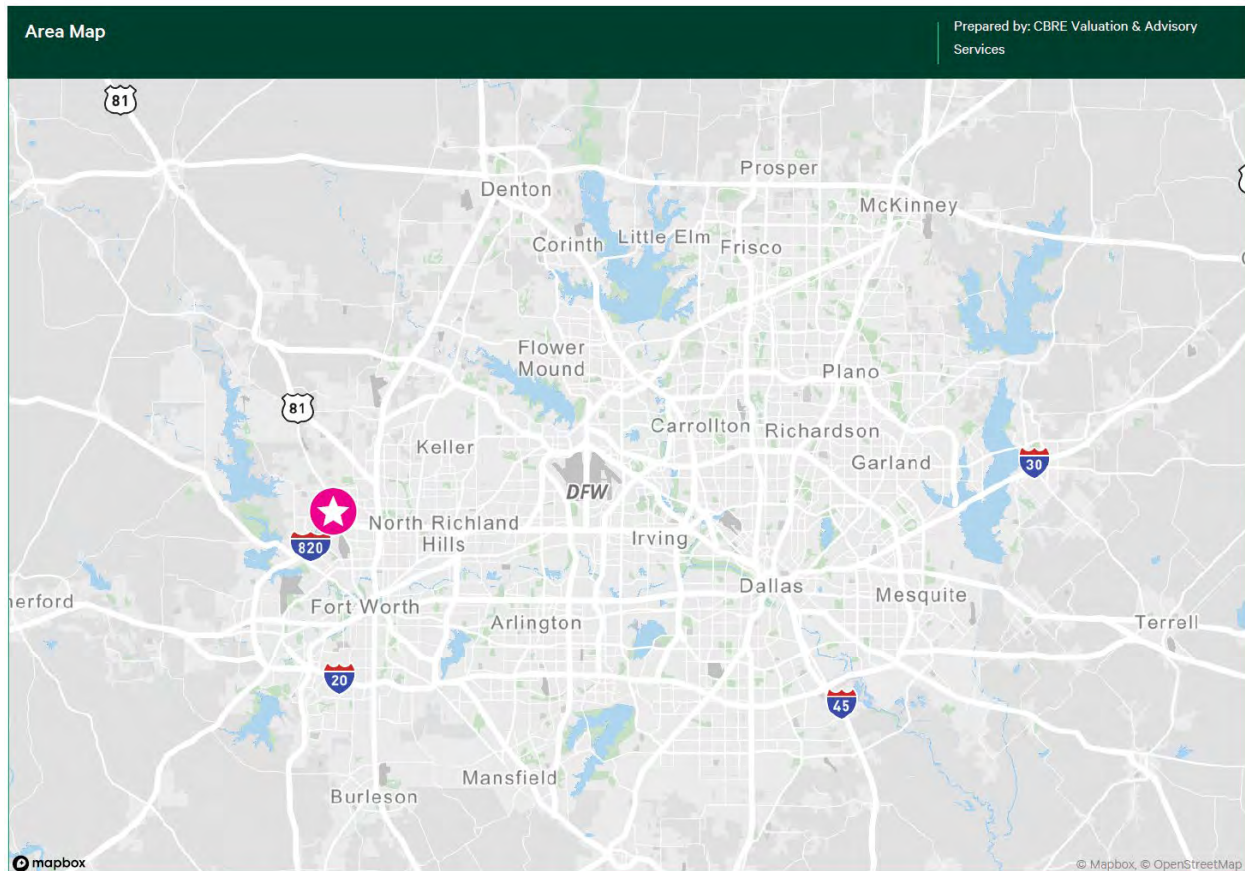 Area Map
Prepared by: CBRE Valuation & Advisory
Services
81
Prosper
Denton
McKinney
Corinth
Little Elm
Frisco
Flower
Mound
Plano
81
Carrollton
Richardson
Keller
Garland
30
DFW
North Richland
Hills
Irving
820
Dallas
Mesquite
herford
Fort Worth
Arlington
Terrell
20
45
Mansfield
Burleson
mapbox
© Mapbox, © OpenStreetMap